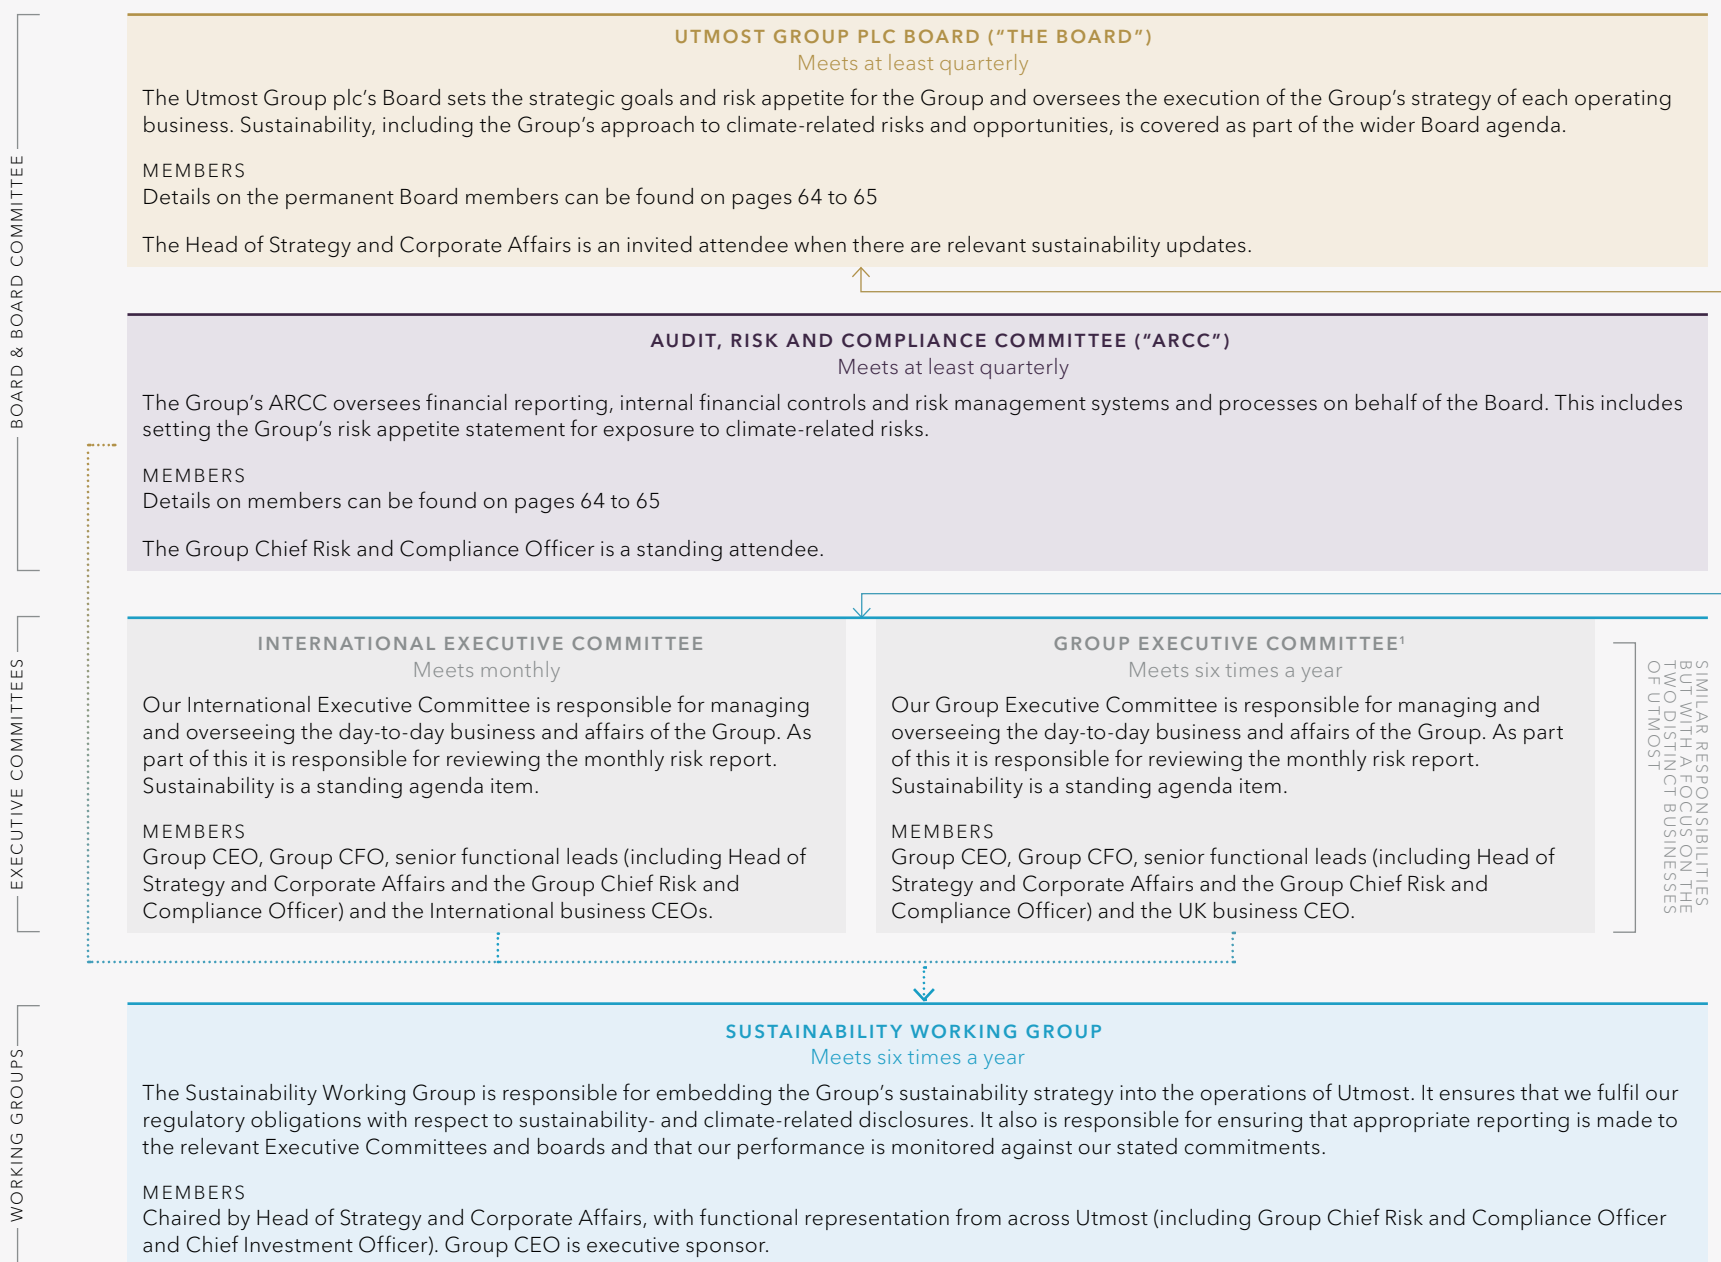 BOARD & BOARD COMMITTEE
UTMOST GROUP PLC BOARD (“THE BOARD”)
Meets at least quarterly
The Utmost Group plc’s Board sets the strategic goals and risk appetite for the Group and oversees the execution of the Group’s strategy of each operating
business. Sustainability, including the Group’s approach to climate-related risks and opportunities, is covered as part of the wider Board agenda.
MEMBERS
Details on the permanent Board members can be found on pages 64 to 65
The Head of Strategy and Corporate Affairs is an invited attendee when there are relevant sustainability updates.
AUDIT, RISK AND COMPLIANCE COMMITTEE (“ARCC”)
Meets at least quarterly
The Group’s ARCC oversees financial reporting, internal financial controls and risk management systems and processes on behalf of the Board. This includes
setting the Group’s risk appetite statement for exposure to climate-related risks.
MEMBERS
Details on members can be found on pages 64 to 65
The Group Chief Risk and Compliance Officer is a standing attendee.
EXECUTIVE COMMITTEES
INTERNATIONAL EXECUTIVE COMMITTEE
Meets monthly
Our International Executive Committee is responsible for managing
and overseeing the day-to-day business and affairs of the Group. As
part of this it is responsible for reviewing the monthly risk report.
Sustainability is a standing agenda item.
MEMBERS
Group CEO, Group CFO, senior functional leads (including Head of
Strategy and Corporate Affairs and the Group Chief Risk and
Compliance Officer) and the International business CEOs.
GROUP EXECUTIVE COMMITTEE¹
Meets six times a year
Our Group Executive Committee is responsible for managing and
overseeing the day-to-day business and affairs of the Group. As part
of this it is responsible for reviewing the monthly risk report.
Sustainability is a standing agenda item.
MEMBERS
Group CEO, Group CFO, senior functional leads (including Head of
Strategy and Corporate Affairs and the Group Chief Risk and
Compliance Officer) and the UK business CEO.
SIMILAR RESPONSIBILITIES
BUT WITH A FOCUS ON THE
TWO DISTINCT BUSINESSES
OF UTMOST
WORKING GROUPS
SUSTAINABILITY WORKING GROUP
Meets six times a year
The Sustainability Working Group is responsible for embedding the Group’s sustainability strategy into the operations of Utmost. It ensures that we fulfil our
regulatory obligations with respect to sustainability- and climate-related disclosures. It also is responsible for ensuring that appropriate reporting is made to
the relevant Executive Committees and boards and that our performance is monitored against our stated commitments.
MEMBERS
Chaired by Head of Strategy and Corporate Affairs, with functional representation from across Utmost (including Group Chief Risk and Compliance Officer
and Chief Investment Officer). Group CEO is executive sponsor.